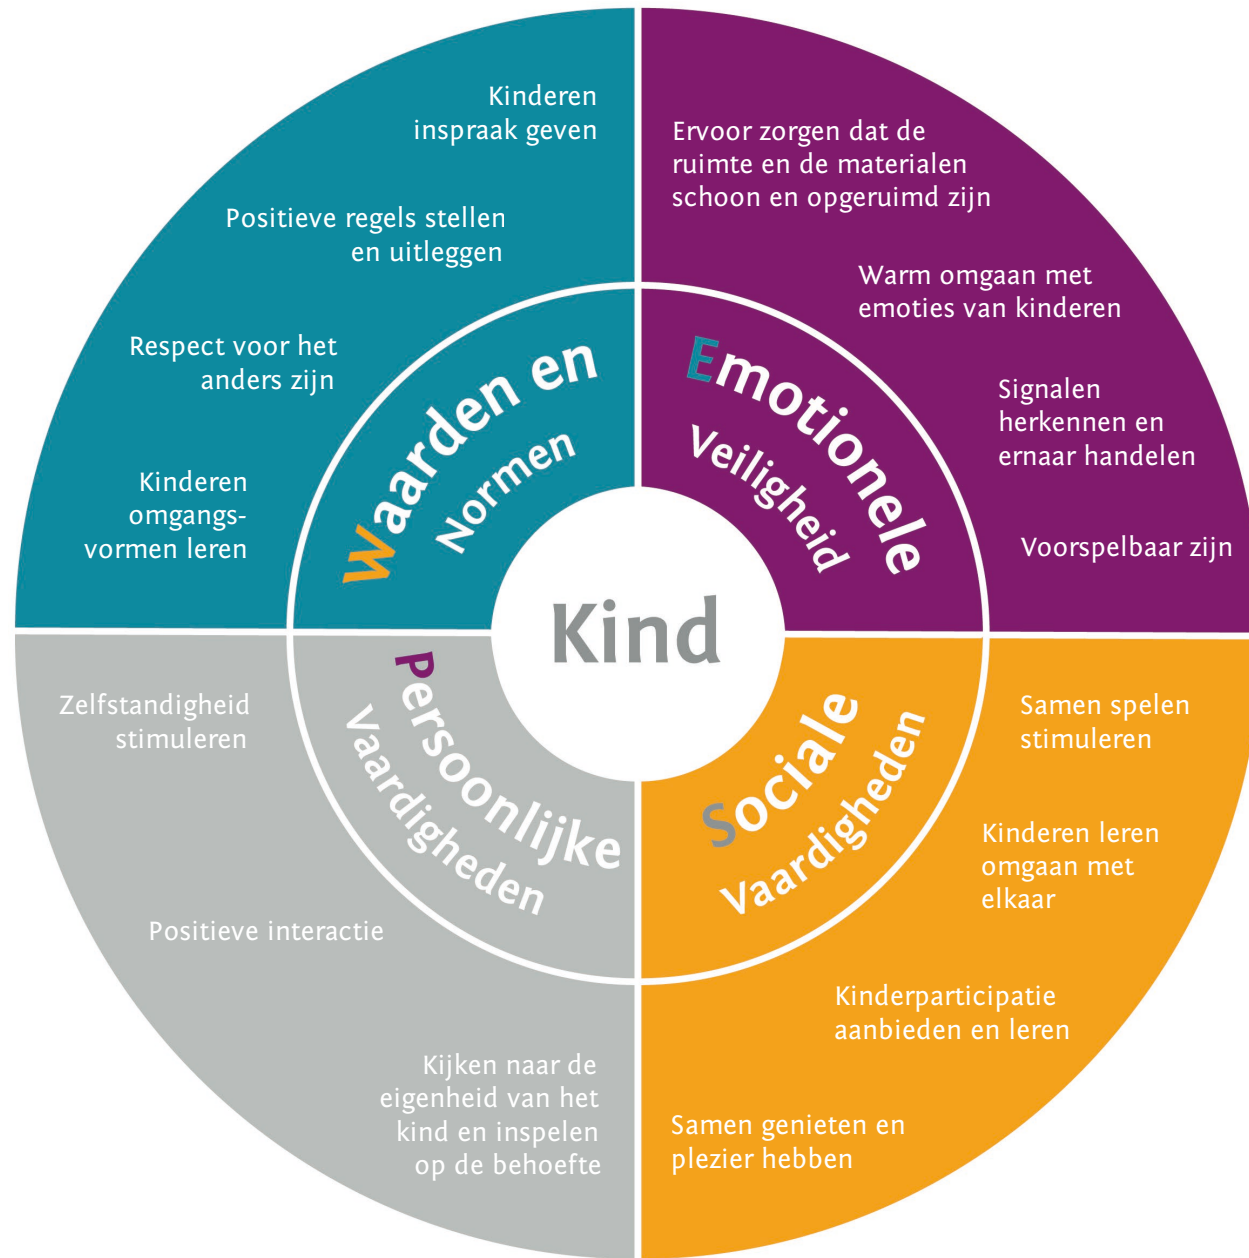 Kinderen
inspraak geven
Positieve regels stellen
en uitleggen
Respect voor het
anders zijn
Kinderen
omgangs-
vormen leren
Waarden en
Normen
Ervoor zorgen dat de
ruimte en de materialen
schoon en opgeruimd zijn
Warm omgaan met
emoties van kinderen
Signalen
herkennen en
ernaar handelen
Voorspelbaar zijn
Emotionele
Veiligheid
Kind
Zelfstandigheid
stimuleren
Positieve interactie
Kijken naar de
eigenheid van het
kind en inspelen
op de behoefte
Persoonlijke
Vaardigheden
Sociale
Vaardigheden
Samen spelen
stimuleren
Kinderen leren
omgaan met
elkaar
Kinderparticipatie
aanbieden en leren
Samen genieten en
plezier hebben